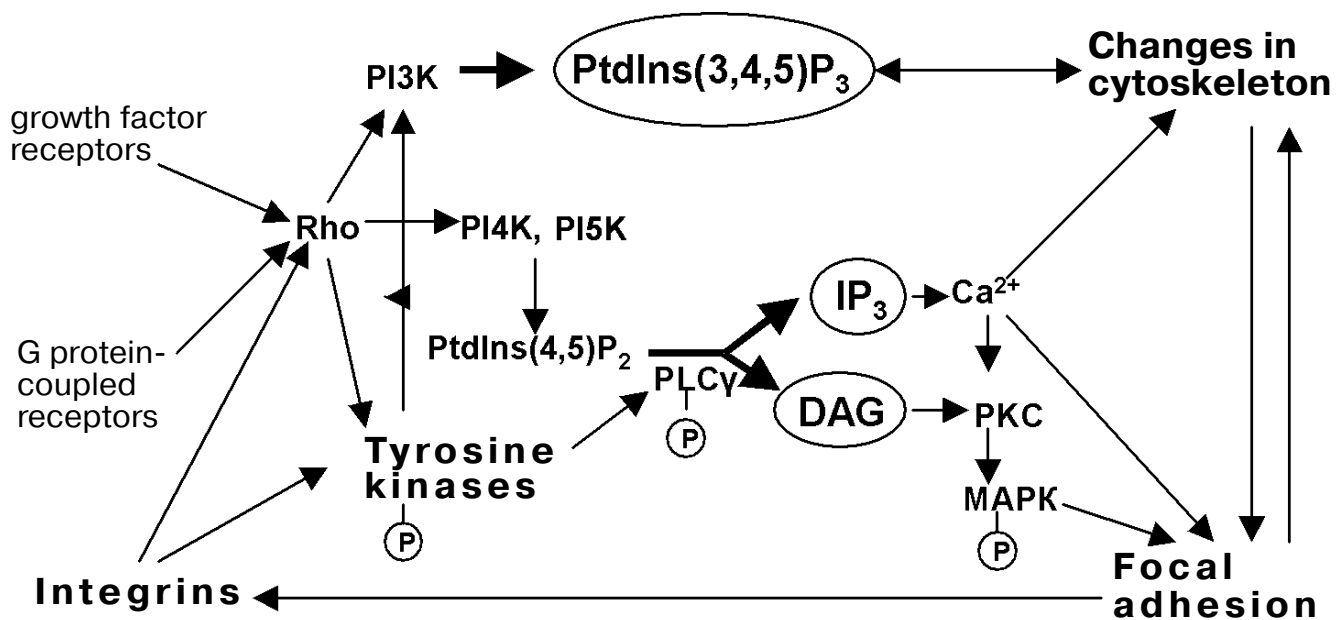 Changes in
cytoskeleton
PI3K
PtdIns(3,4,5)P₃
growth factor
receptors
Rho
PI4K, PI5K
IP₃
Ca²⁺
G protein-
coupled
receptors
PtdIns(4,5)P₂
PLCγ
P
DAG
PKC
Tyrosine
kinases
P
MAPK
P
Integrins
Focal
adhesion